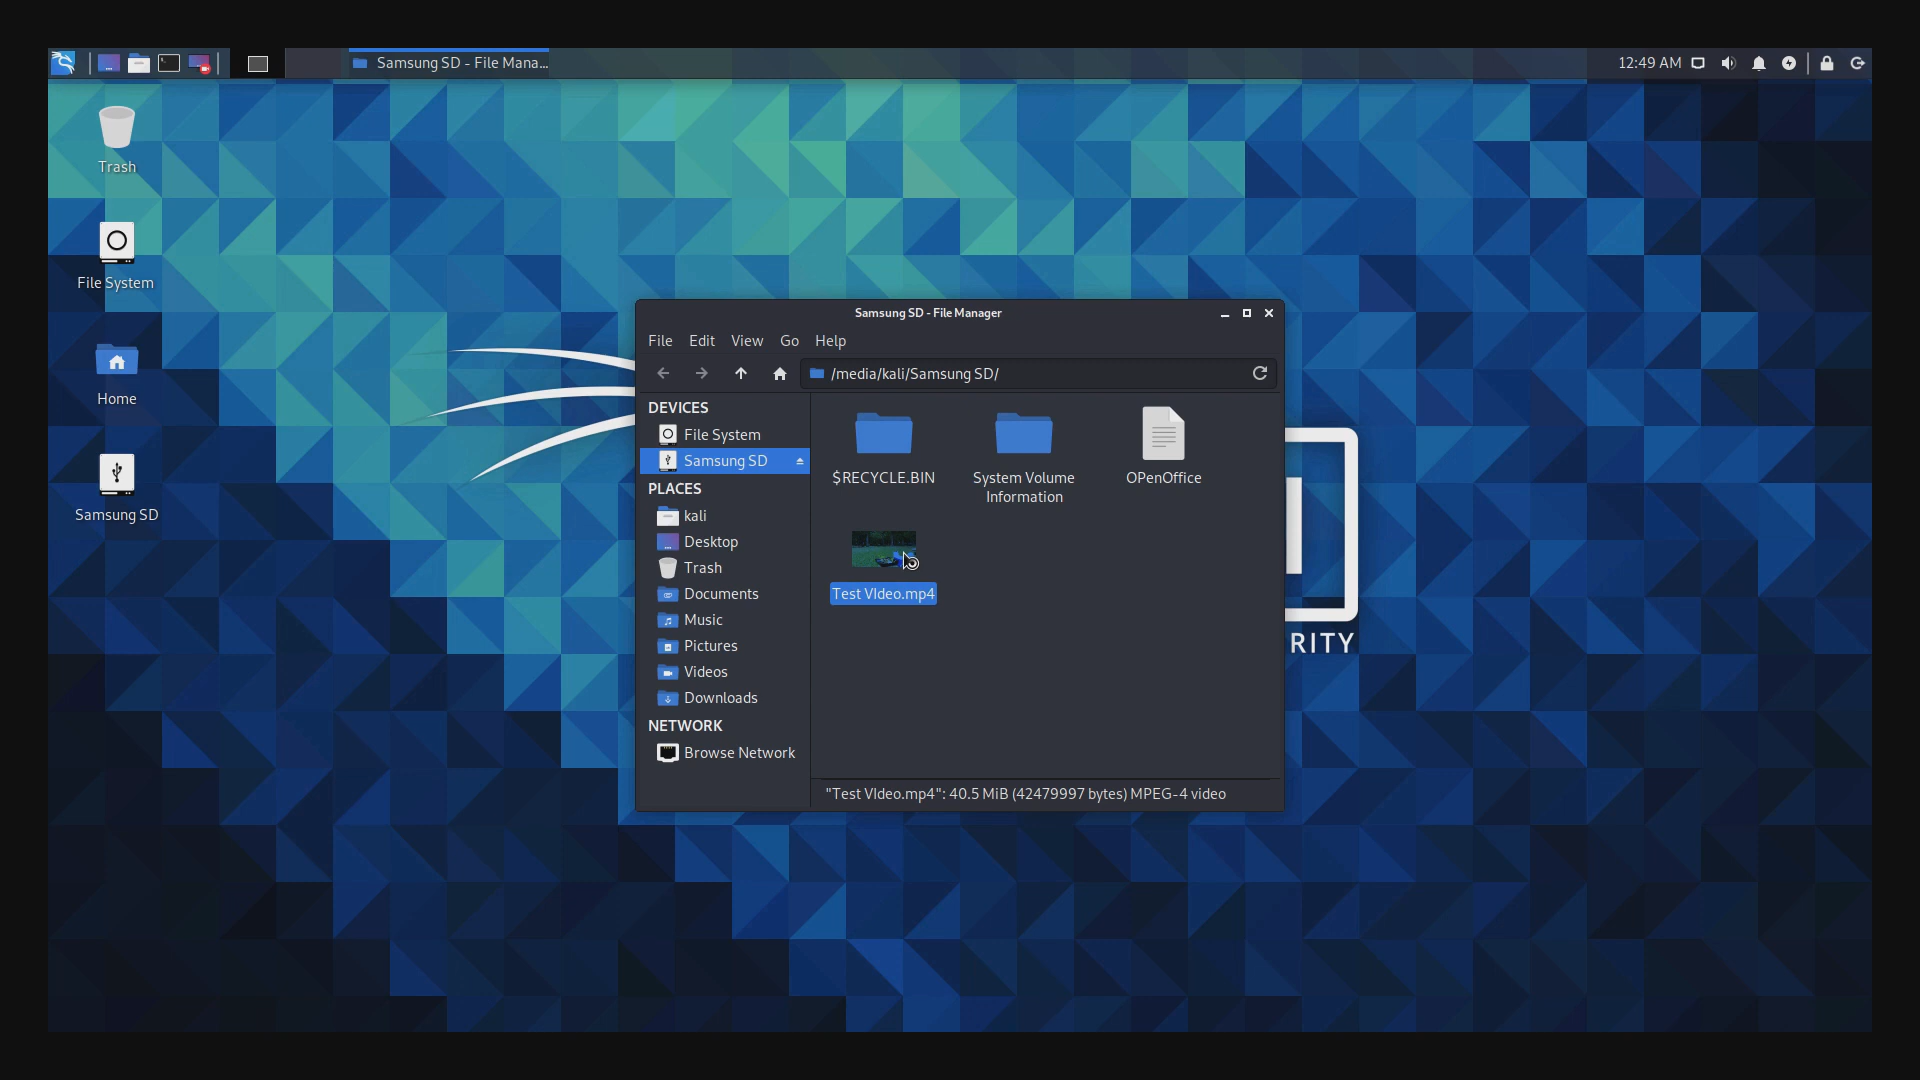 Samsung SD - File Mana...
12:49 AM
Trash
File System
Home
Samsung SD
Samsung SD - File Manager
File Edit View Go Help
/media/kali/Samsung SD/
DEVICES
File System
Samsung SD
PLACES
kali
Desktop
Trash
Documents
Music
Pictures
Videos
Downloads
NETWORK
Browse Network
$RECYCLE.BIN
System Volume
Information
OPenOffice
Test VIdeo.mp4
"Test VIdeo.mp4": 40.5 MiB (42479997 bytes) MPEG-4 video
RITY